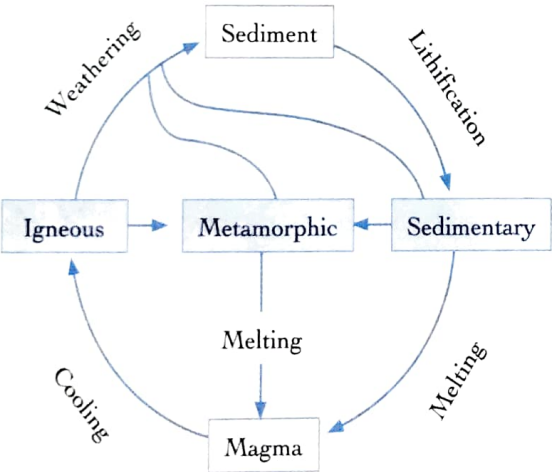 Sediment
Weathering
Lithification
Igneous
Metamorphic
Sedimentary
Melting
Cooling
Melting
Magma